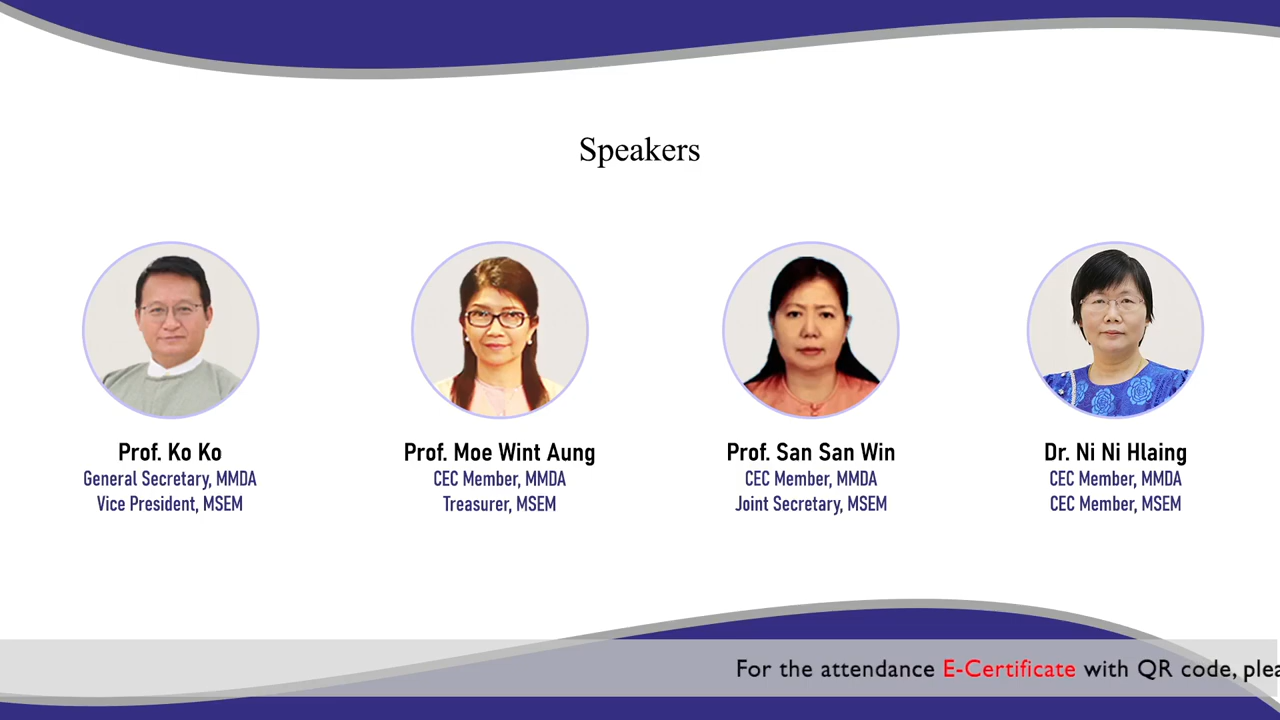 Speakers
Prof. Ko Ko
General Secretary, MMDA
Vice President, MSEM
Prof. Moe Wint Aung
CEC Member, MMDA
Treasurer, MSEM
Prof. San San Win
CEC Member, MMDA
Joint Secretary, MSEM
Dr. Ni Ni Hlaing
CEC Member, MMDA
CEC Member, MSEM
For the attendance E-Certificate with QR code,